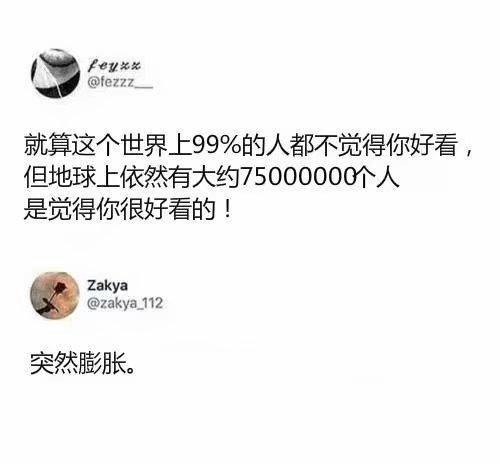 feyzz
@fezzz__
就算这个世界上99%的人都不觉得你好看，
但地球上依然有大约75000000个人
是觉得你很好看的！
Zakya
@zakya_112
突然膨胀。